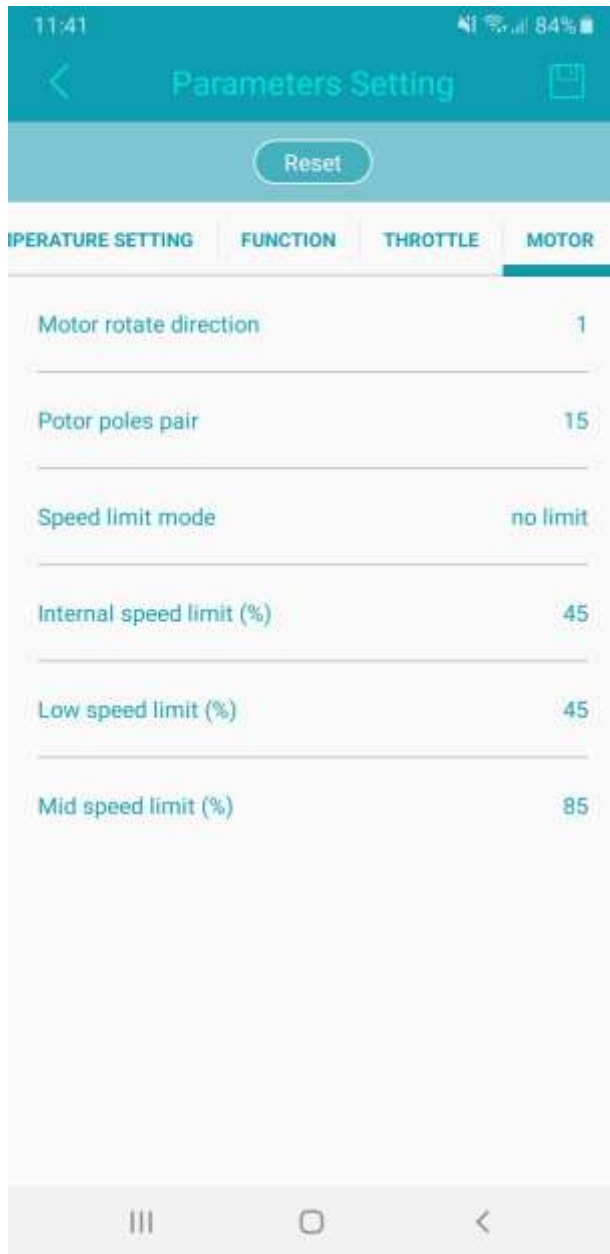 11:41 84%
Parameters Setting
Reset
PERATURE SETTING FUNCTION THROTTLE MOTOR
Motor rotate direction 1
Potor poles pair 15
Speed limit mode no limit
Internal speed limit (%) 45
Low speed limit (%) 45
Mid speed limit (%) 85